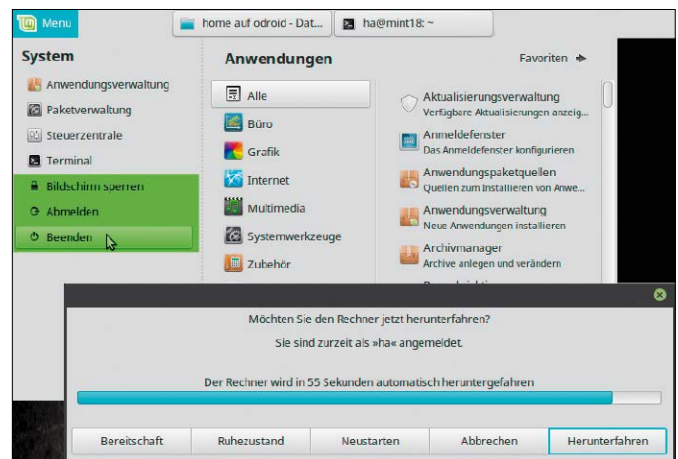 Menu
home auf odroid - Dat...
ha@mint18: ~
System
Anwendungsverwaltung
Paketverwaltung
Steuerzentrale
Terminal
Bildschirm sperren
Abmelden
Beenden
Anwendungen
Favoriten
Alle
Büro
Grafik
Internet
Multimedia
Systemwerkzeuge
Zubehör
Aktualisierungsverwaltung
Verfügbare Aktualisierungen anzeig...
Anmeldefenster
Das Anmeldefenster konfigurieren
Anwendungspaketquellen
Quellen zum Installieren von Anwe...
Anwendungsverwaltung
Neue Anwendungen installieren
Archivmanager
Archive anlegen und verändern
Möchten Sie den Rechner jetzt herunterfahren?
Sie sind zurzeit als »ha« angemeldet.
Der Rechner wird in 55 Sekunden automatisch heruntergefahren
Bereitschaft
Ruhezustand
Neustarten
Abbrechen
Herunterfahren